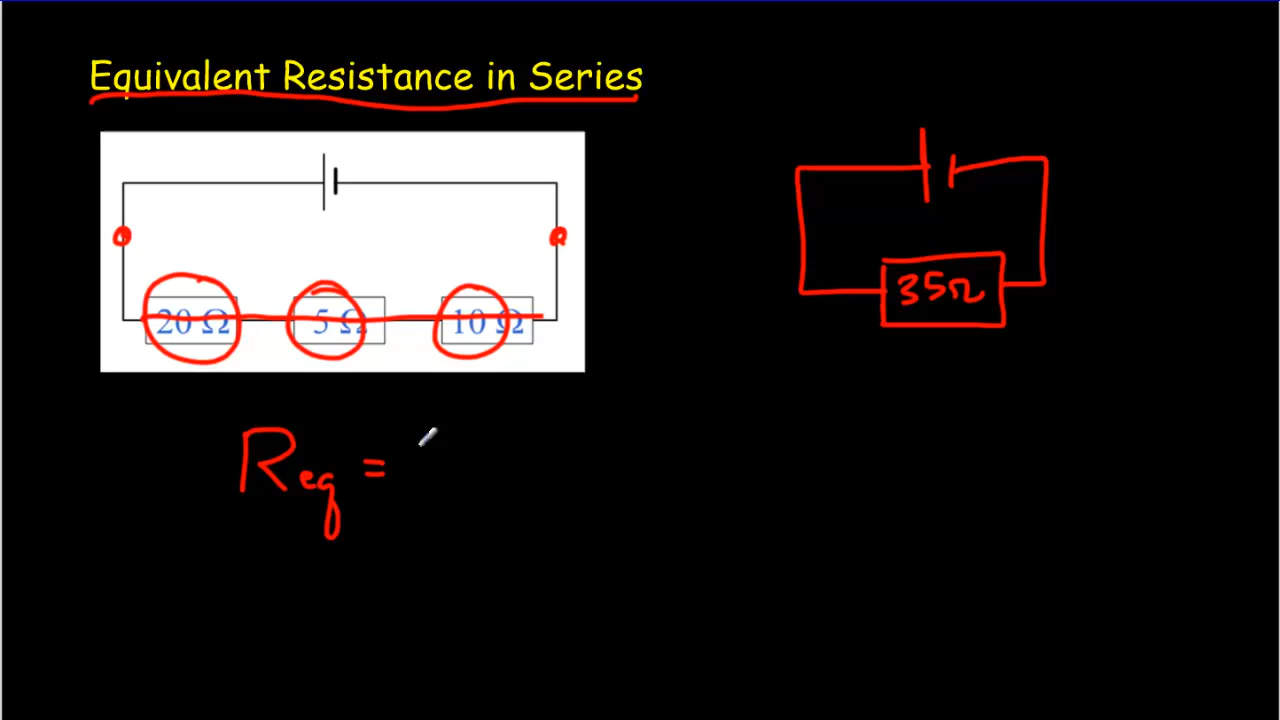 Equivalent Resistance in Series
20 Ω 5 Ω 10 Ω
35Ω
Req =